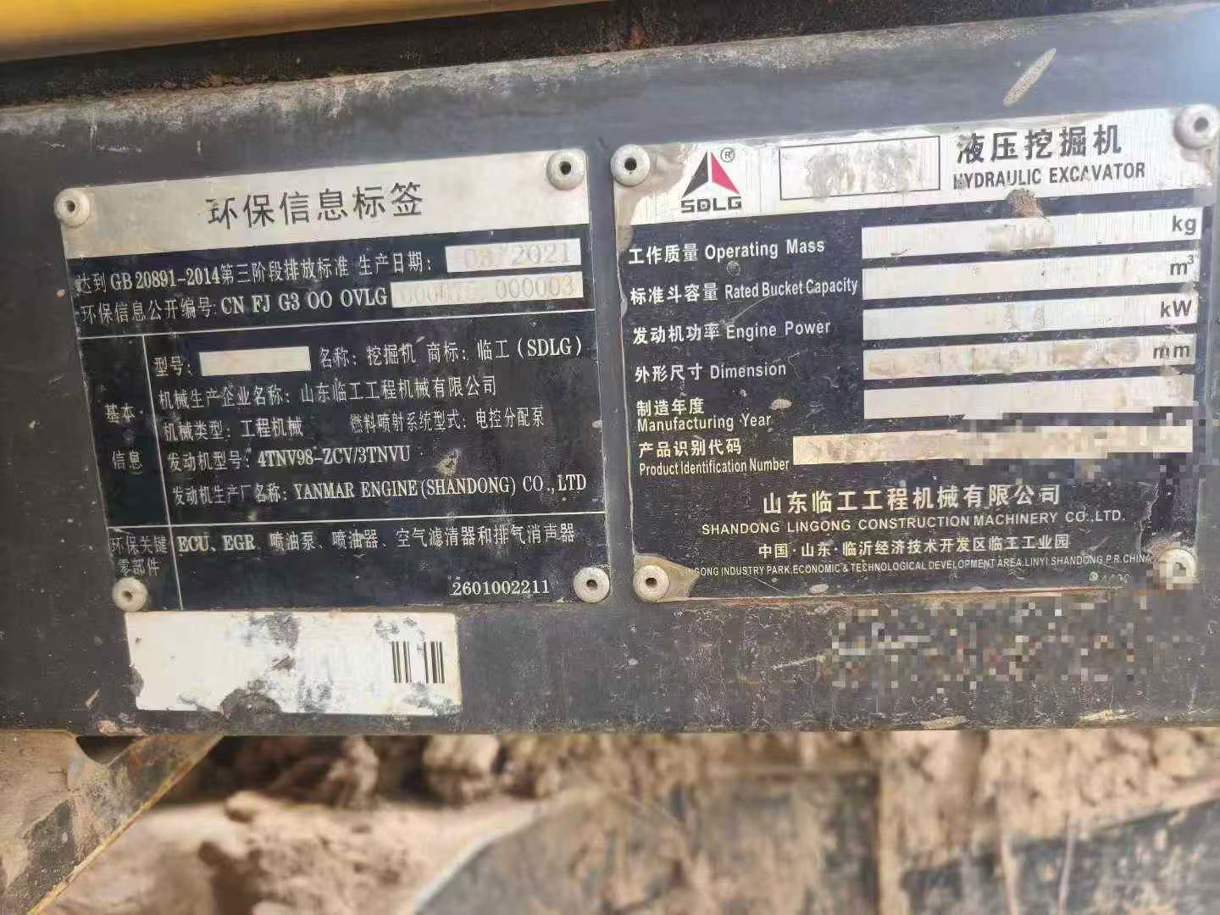 环保信息标签
达到 GB 20891-2014第三阶段排放标准 生产日期: 2021
环保信息公开编号: CN FJ G3 OO OVLG 000003
基本信息
型号: 名称: 挖掘机 商标: 临工(SDLG)
机械生产企业名称: 山东临工工程机械有限公司
机械类型: 工程机械 燃料喷射系统型式: 电控分配泵
发动机型号: 4TNV98-ZCV/3TNVU
发动机生产厂名称: YANMAR ENGINE(SHANDONG) CO.,LTD
环保关键零部件
ECU、EGR、喷油泵、喷油器、空气滤清器和排气消声器
2601002211
SDLG ®
液压挖掘机
HYDRAULIC EXCAVATOR
工作质量 Operating Mass kg
标准斗容量 Rated Bucket Capacity m³
发动机功率 Engine Power kW
外形尺寸 Dimension mm
制造年度
Manufacturing Year
产品识别代码
Product Identification Number
山东临工工程机械有限公司
SHANDONG LINGONG CONSTRUCTION MACHINERY CO.,LTD.
中国·山东·临沂经济技术开发区临工工业园
INDUSTRY PARK,ECONOMIC & TECHNOLOGICAL DEVELOPMENT AREA,LINYI SHANDONG P.R.CHINA